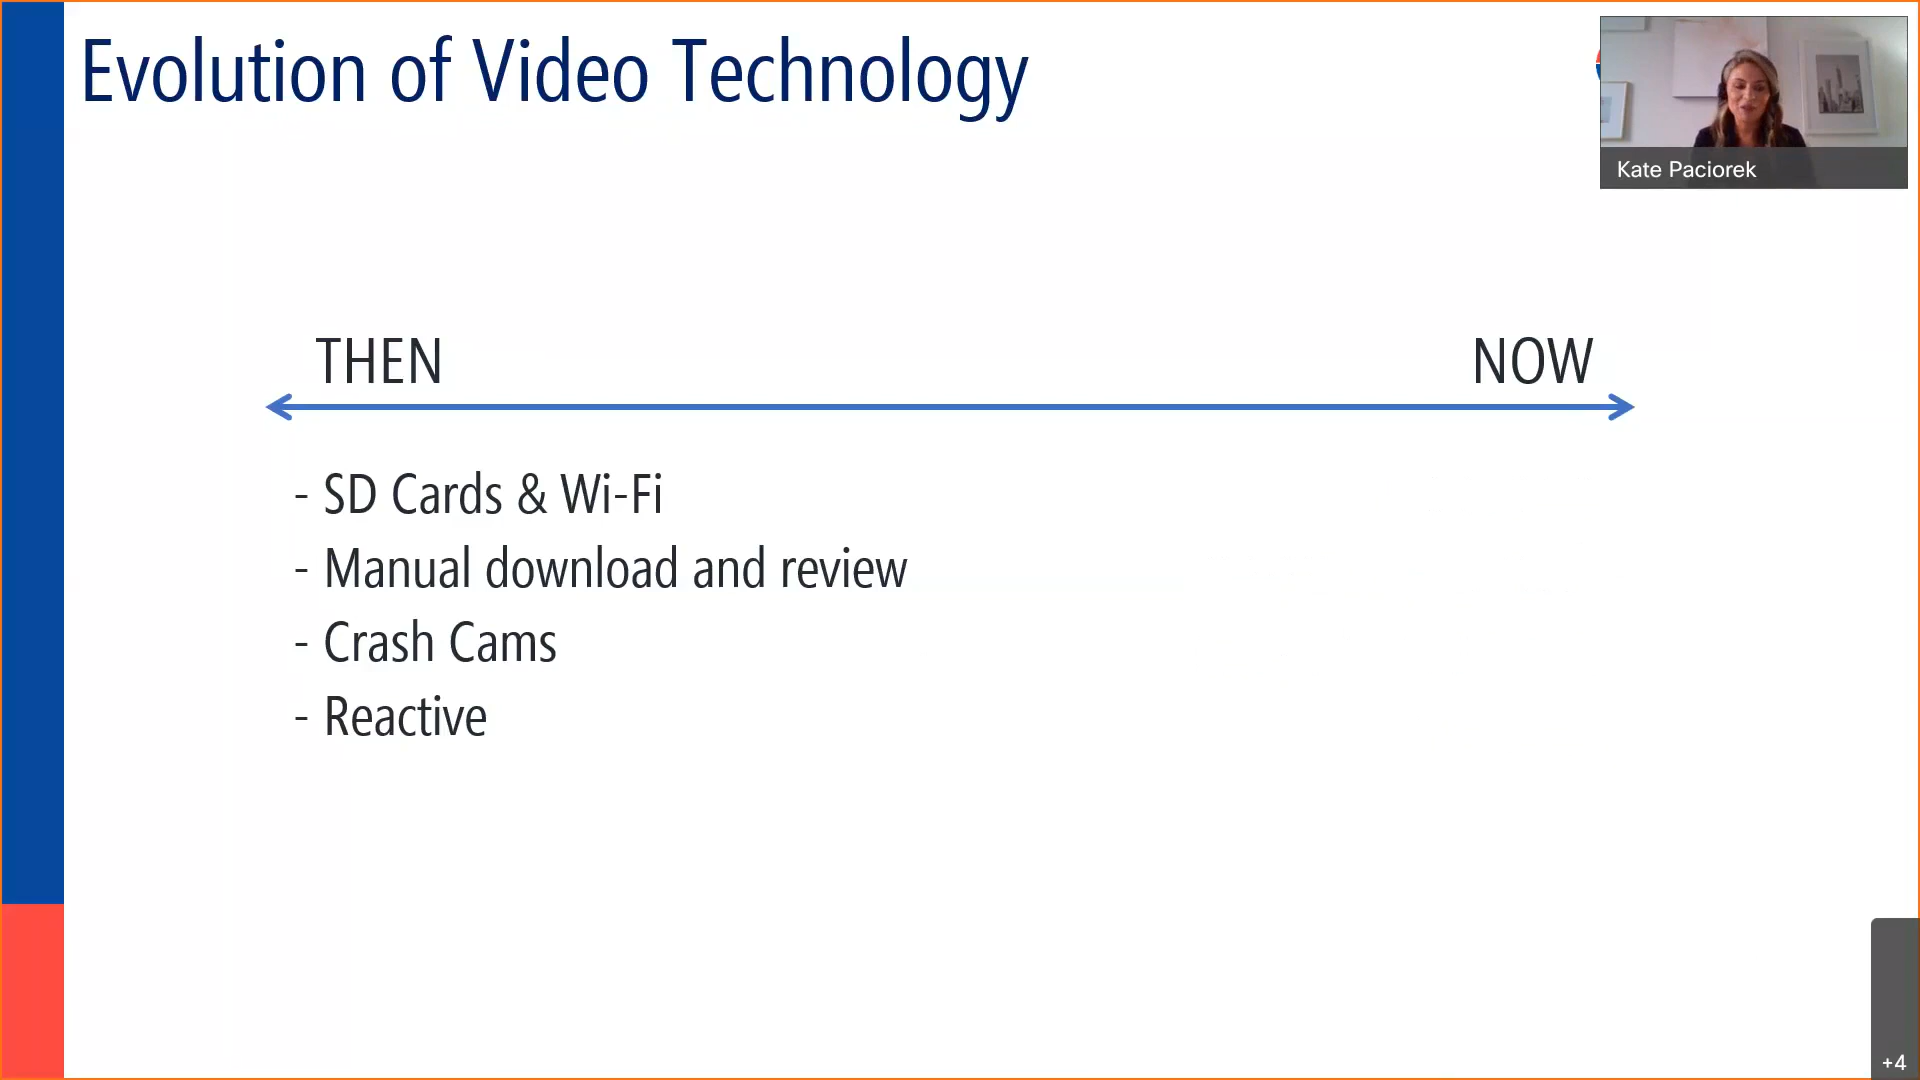 Evolution of Video Technology
Kate Paciorek
THEN
NOW
- SD Cards & Wi-Fi
- Manual download and review
- Crash Cams
- Reactive
+4